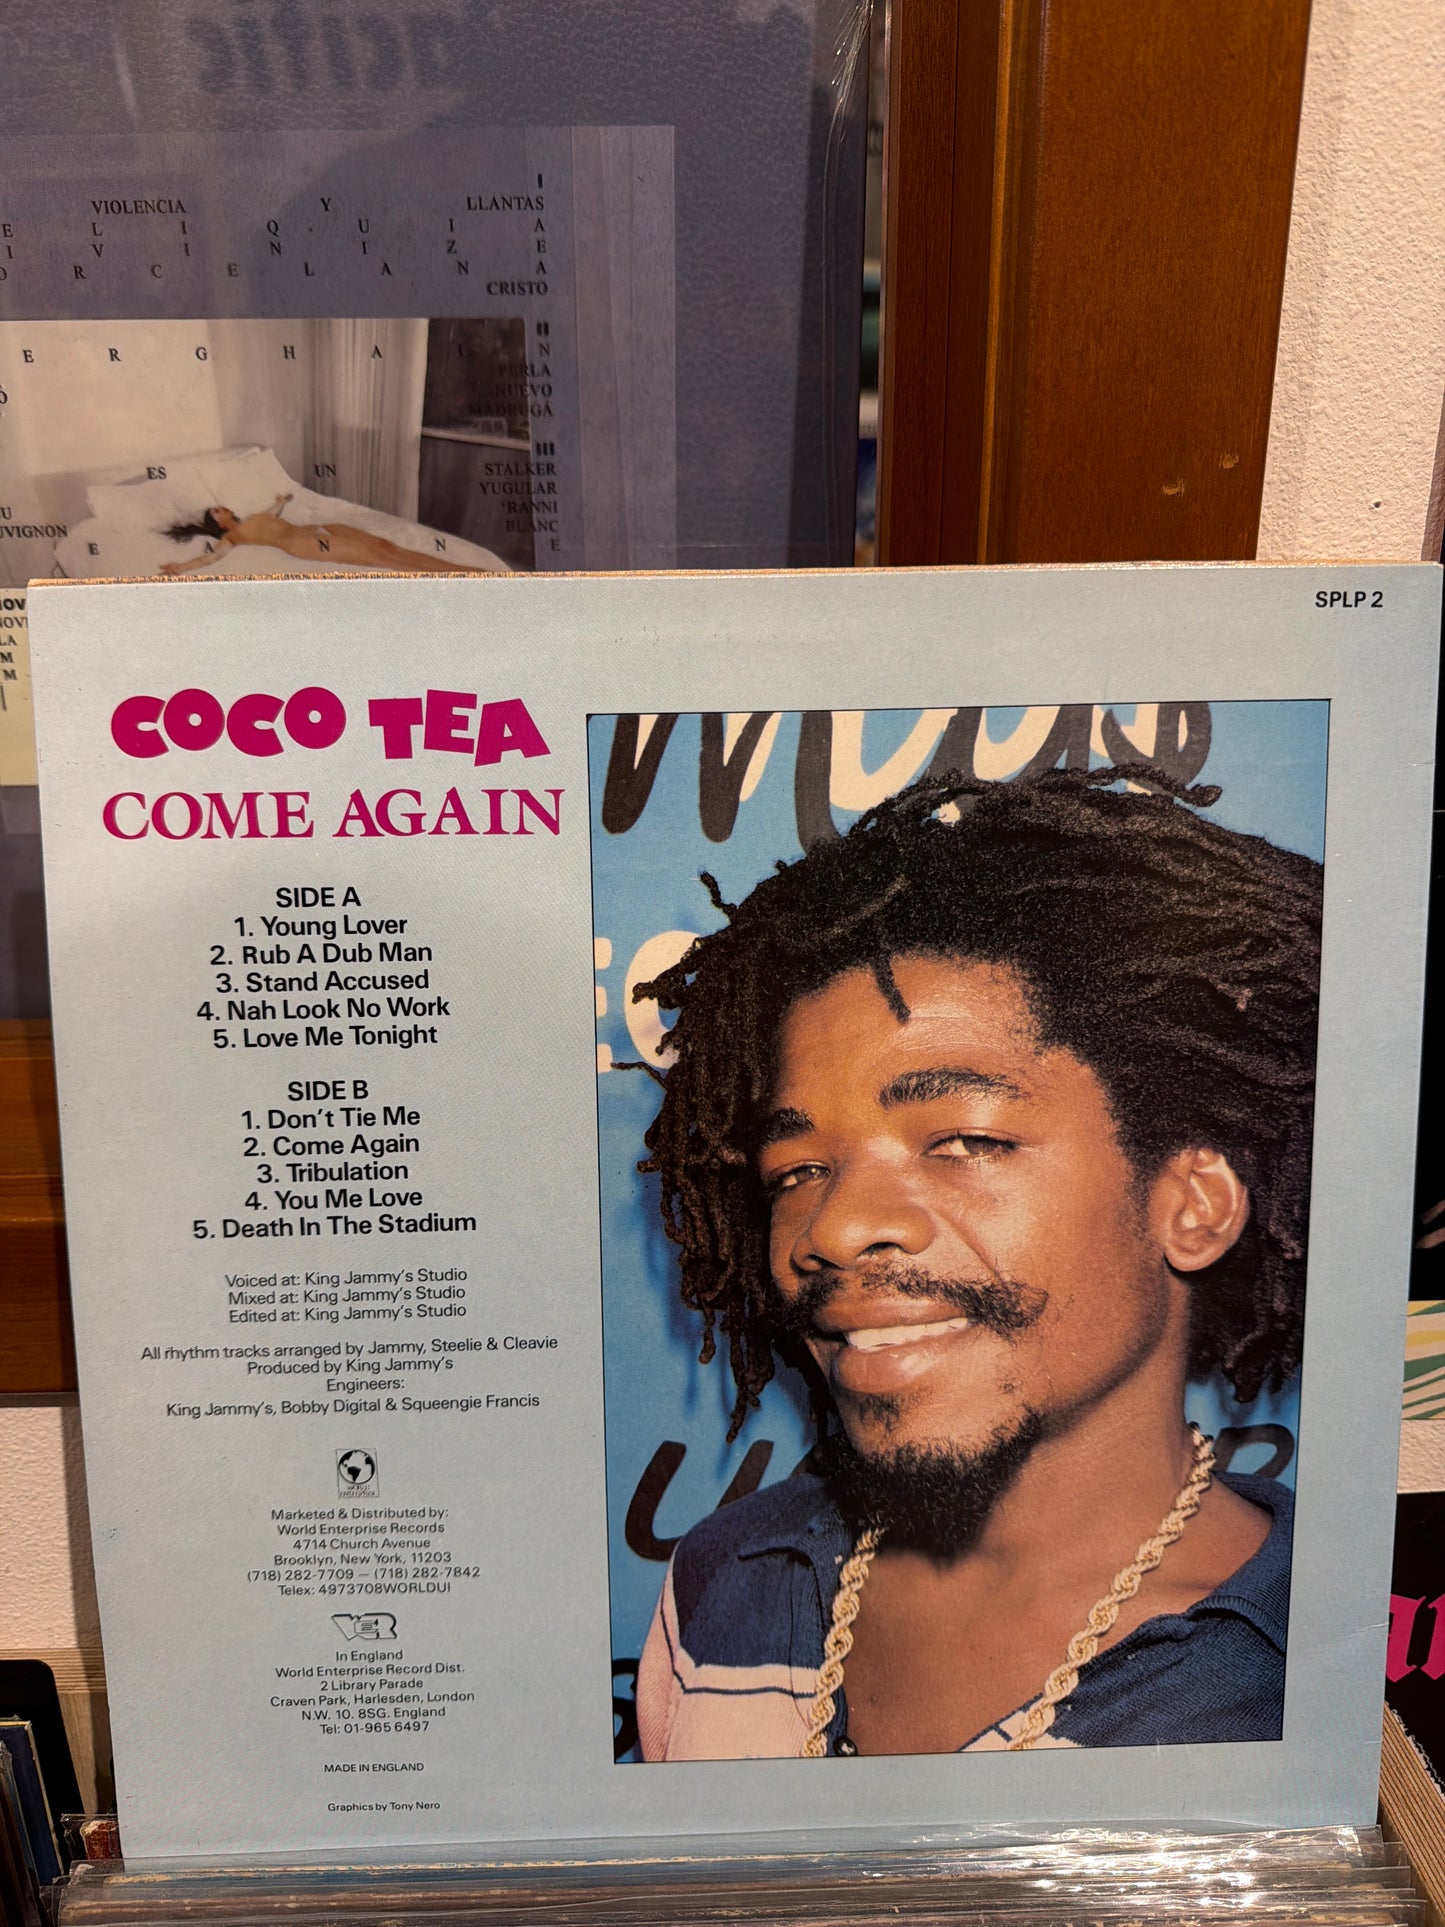 VIOLENCIA Y LLANTAS
I
E L I Q . U I A
I V I N I Z E
O R C E L A N A
CRISTO
II
E R G H A I N
PERLA
NUEVO
MADRUGÁ
III
ES UN STALKER
YUGULAR
'RANNI
UVIGNON BLANC
E A N N E
SPLP 2
COCO TEA
COME AGAIN
SIDE A
1. Young Lover
2. Rub A Dub Man
3. Stand Accused
4. Nah Look No Work
5. Love Me Tonight
SIDE B
1. Don't Tie Me
2. Come Again
3. Tribulation
4. You Me Love
5. Death In The Stadium
Voiced at: King Jammy's Studio
Mixed at: King Jammy's Studio
Edited at: King Jammy's Studio
All rhythm tracks arranged by Jammy, Steelie & Cleavie
Produced by King Jammy's
Engineers:
King Jammy's, Bobby Digital & Squeengie Francis
Marketed & Distributed by:
World Enterprise Records
4714 Church Avenue
Brooklyn, New York, 11203
(718) 282-7709 — (718) 282-7842
Telex: 4973708WORLDUI
WER
In England
World Enterprise Record Dist,
2 Library Parade
Craven Park, Harlesden, London
N.W. 10. 8SG. England
Tel: 01-965 6497
MADE IN ENGLAND
Graphics by Tony Nero